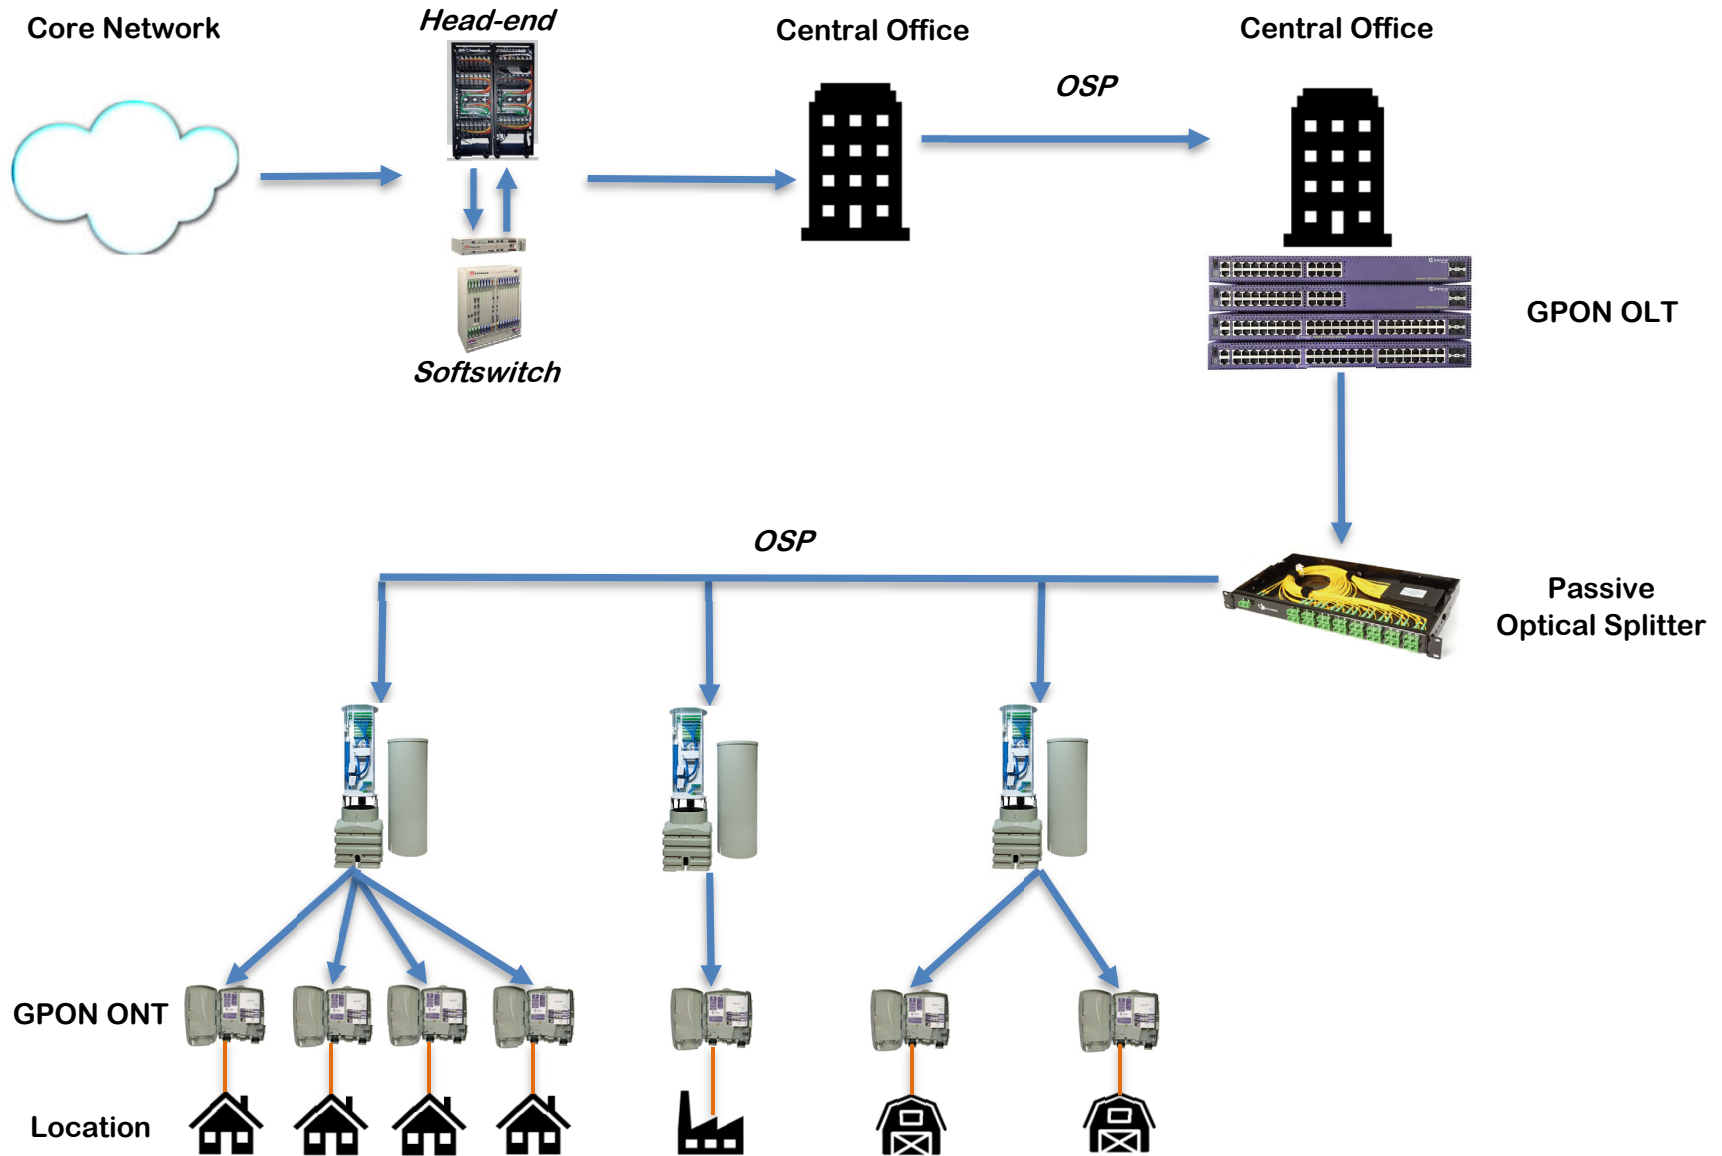 Core Network
Head-end
Central Office
Central Office
OSP
GPON OLT
Softswitch
OSP
Passive
Optical Splitter
GPON ONT
Location